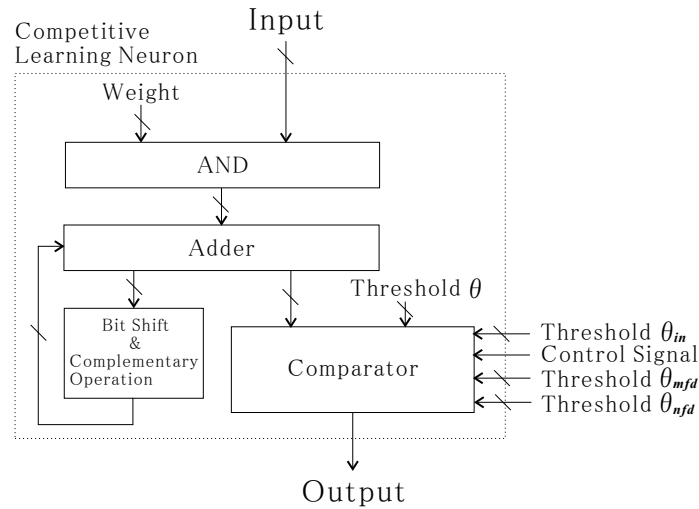 Competitive
Learning Neuron
Input
Weight
AND
Adder
Threshold θ
Bit Shift
&
Complementary
Operation
Comparator
Threshold θin
Control Signal
Threshold θmfd
Threshold θnfd
Output